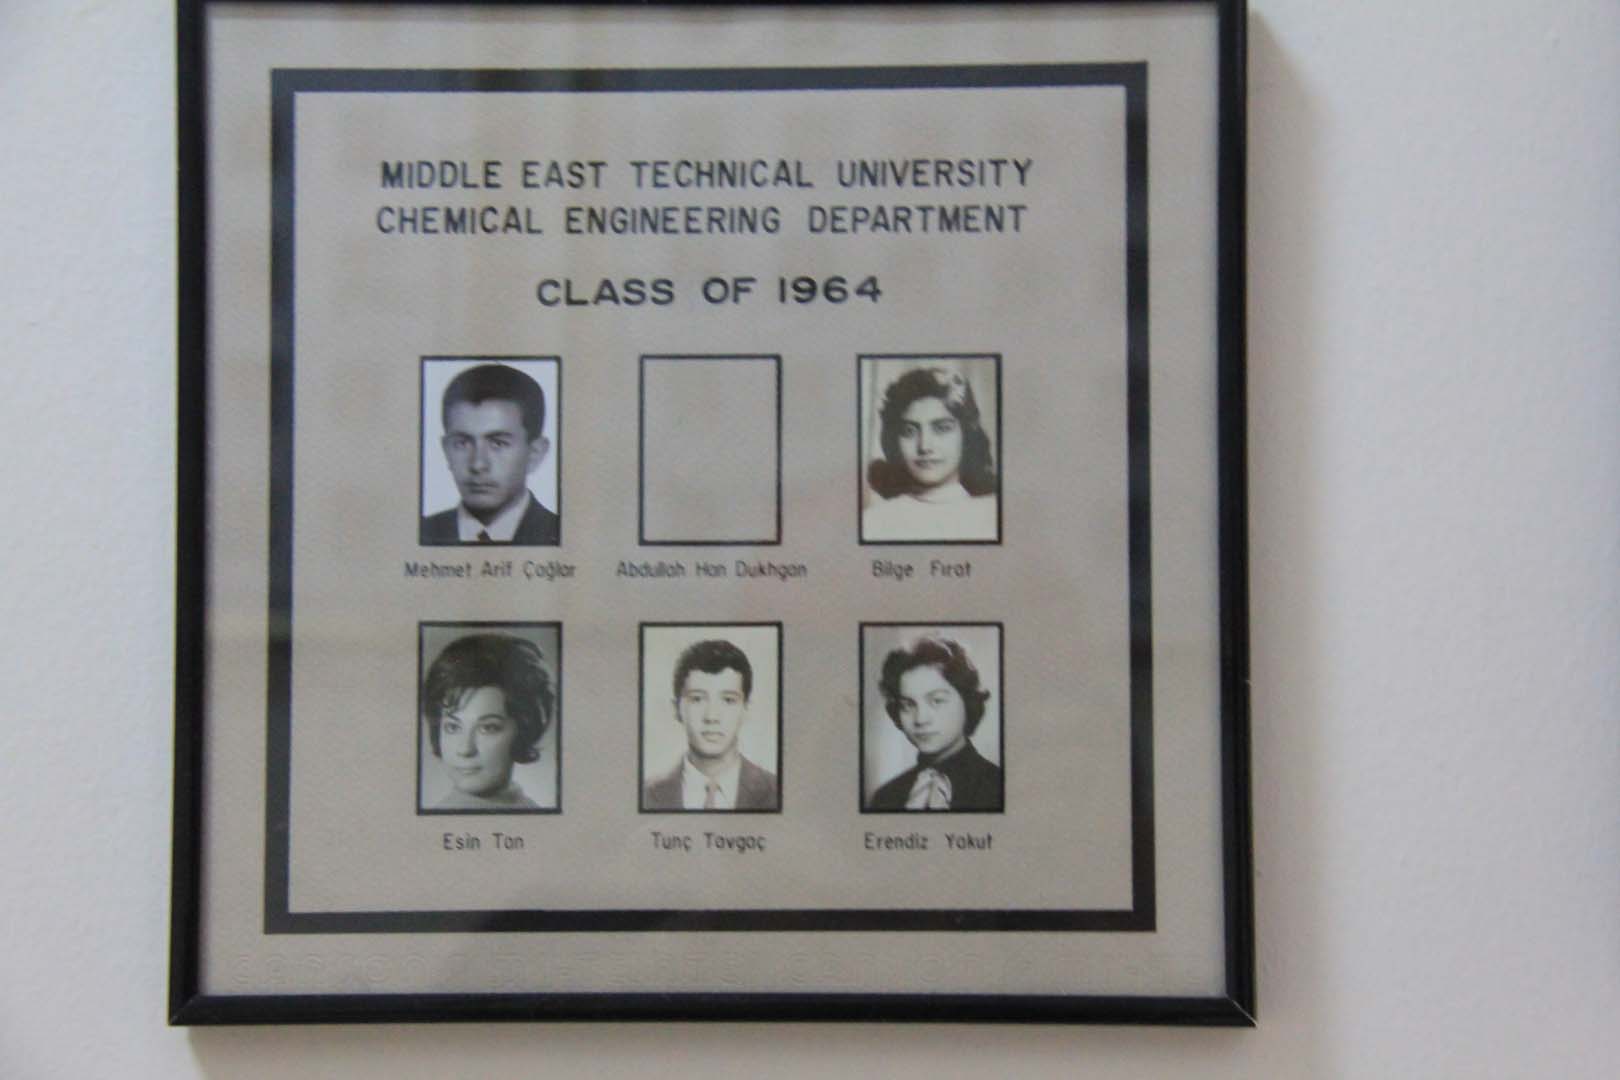 MIDDLE EAST TECHNICAL UNIVERSITY
CHEMICAL ENGINEERING DEPARTMENT
CLASS OF 1964
Mehmet Arif Çağlar Abdullah Han Dukhgan Bilge Fırat
Esin Tan Tunç Tavgaç Erendiz Yakut